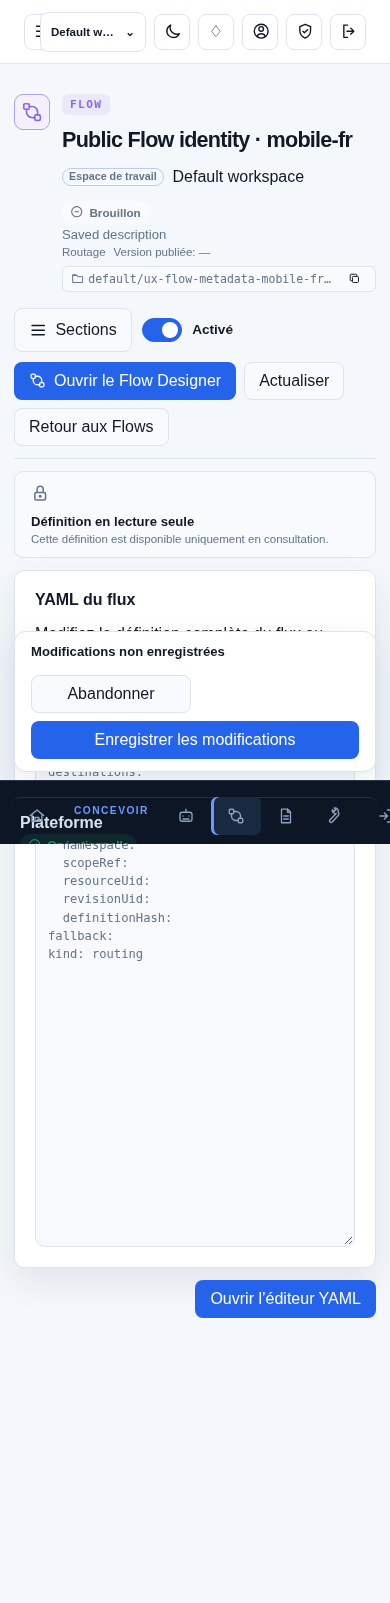 Default w… ⌄
FLOW
Public Flow identity · mobile-fr
Espace de travail Default workspace
Brouillon
Saved description
Routage Version publiée: —
default/ux-flow-metadata-mobile-fr…
Sections Activé
Ouvrir le Flow Designer Actualiser
Retour aux Flows
Définition en lecture seule
Cette définition est disponible uniquement en consultation.
YAML du flux
Modifications non enregistrées
Abandonner
Enregistrer les modifications
destinations:
CONCEVOIR
Plateforme
namespace:
scopeRef:
resourceUid:
revisionUid:
definitionHash:
fallback:
kind: routing
Ouvrir l’éditeur YAML